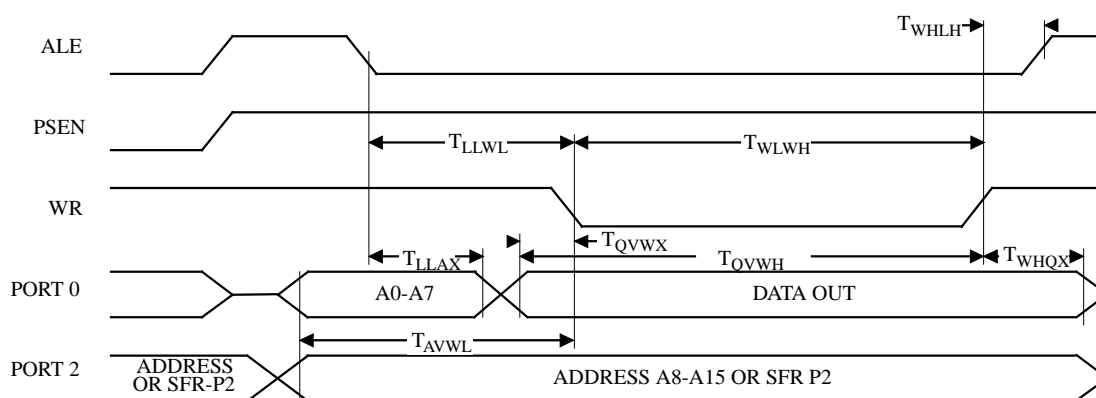 T_WHLH
ALE
PSEN
T_LLWL
T_WLWH
WR
T_QVWX
T_LLAX
T_QVWH
T_WHQX
PORT 0
A0-A7
DATA OUT
T_AVWL
PORT 2
ADDRESS
OR SFR-P2
ADDRESS A8-A15 OR SFR P2